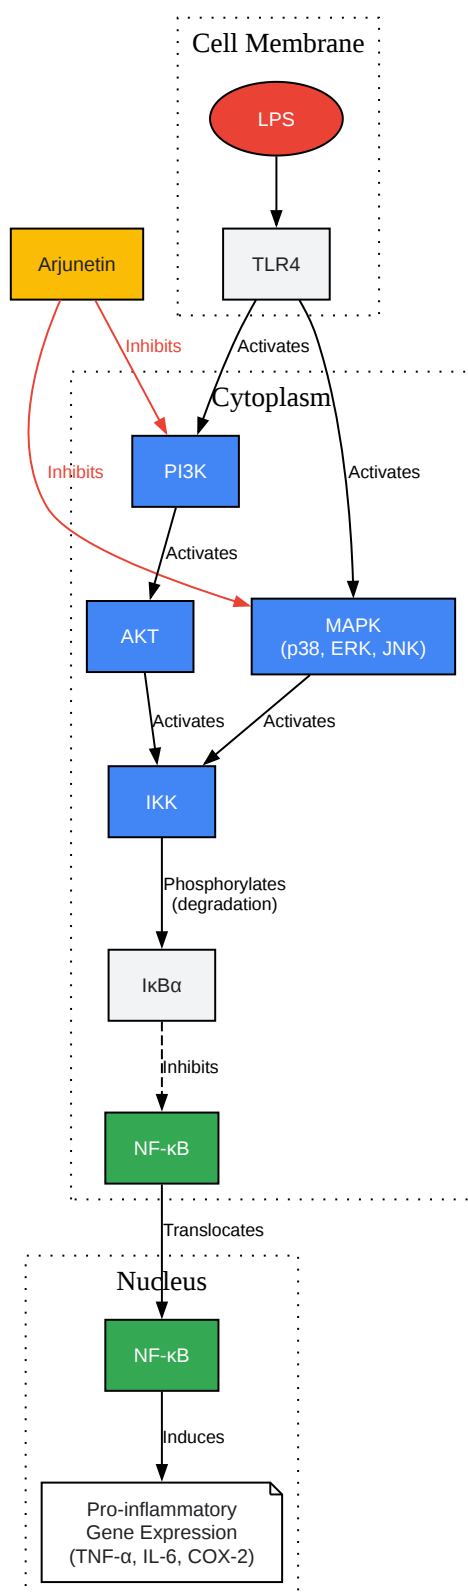 Cell Membrane
LPS
Arjunetin
TLR4
Inhibits
Activates
Cytoplasm
PI3K
Inhibits
Activates
Activates
AKT
MAPK
(p38, ERK, JNK)
Activates
Activates
IKK
Phosphorylates
(degradation)
IκBα
Inhibits
NF-κB
Translocates
Nucleus
NF-κB
Induces
Pro-inflammatory
Gene Expression
(TNF-α, IL-6, COX-2)